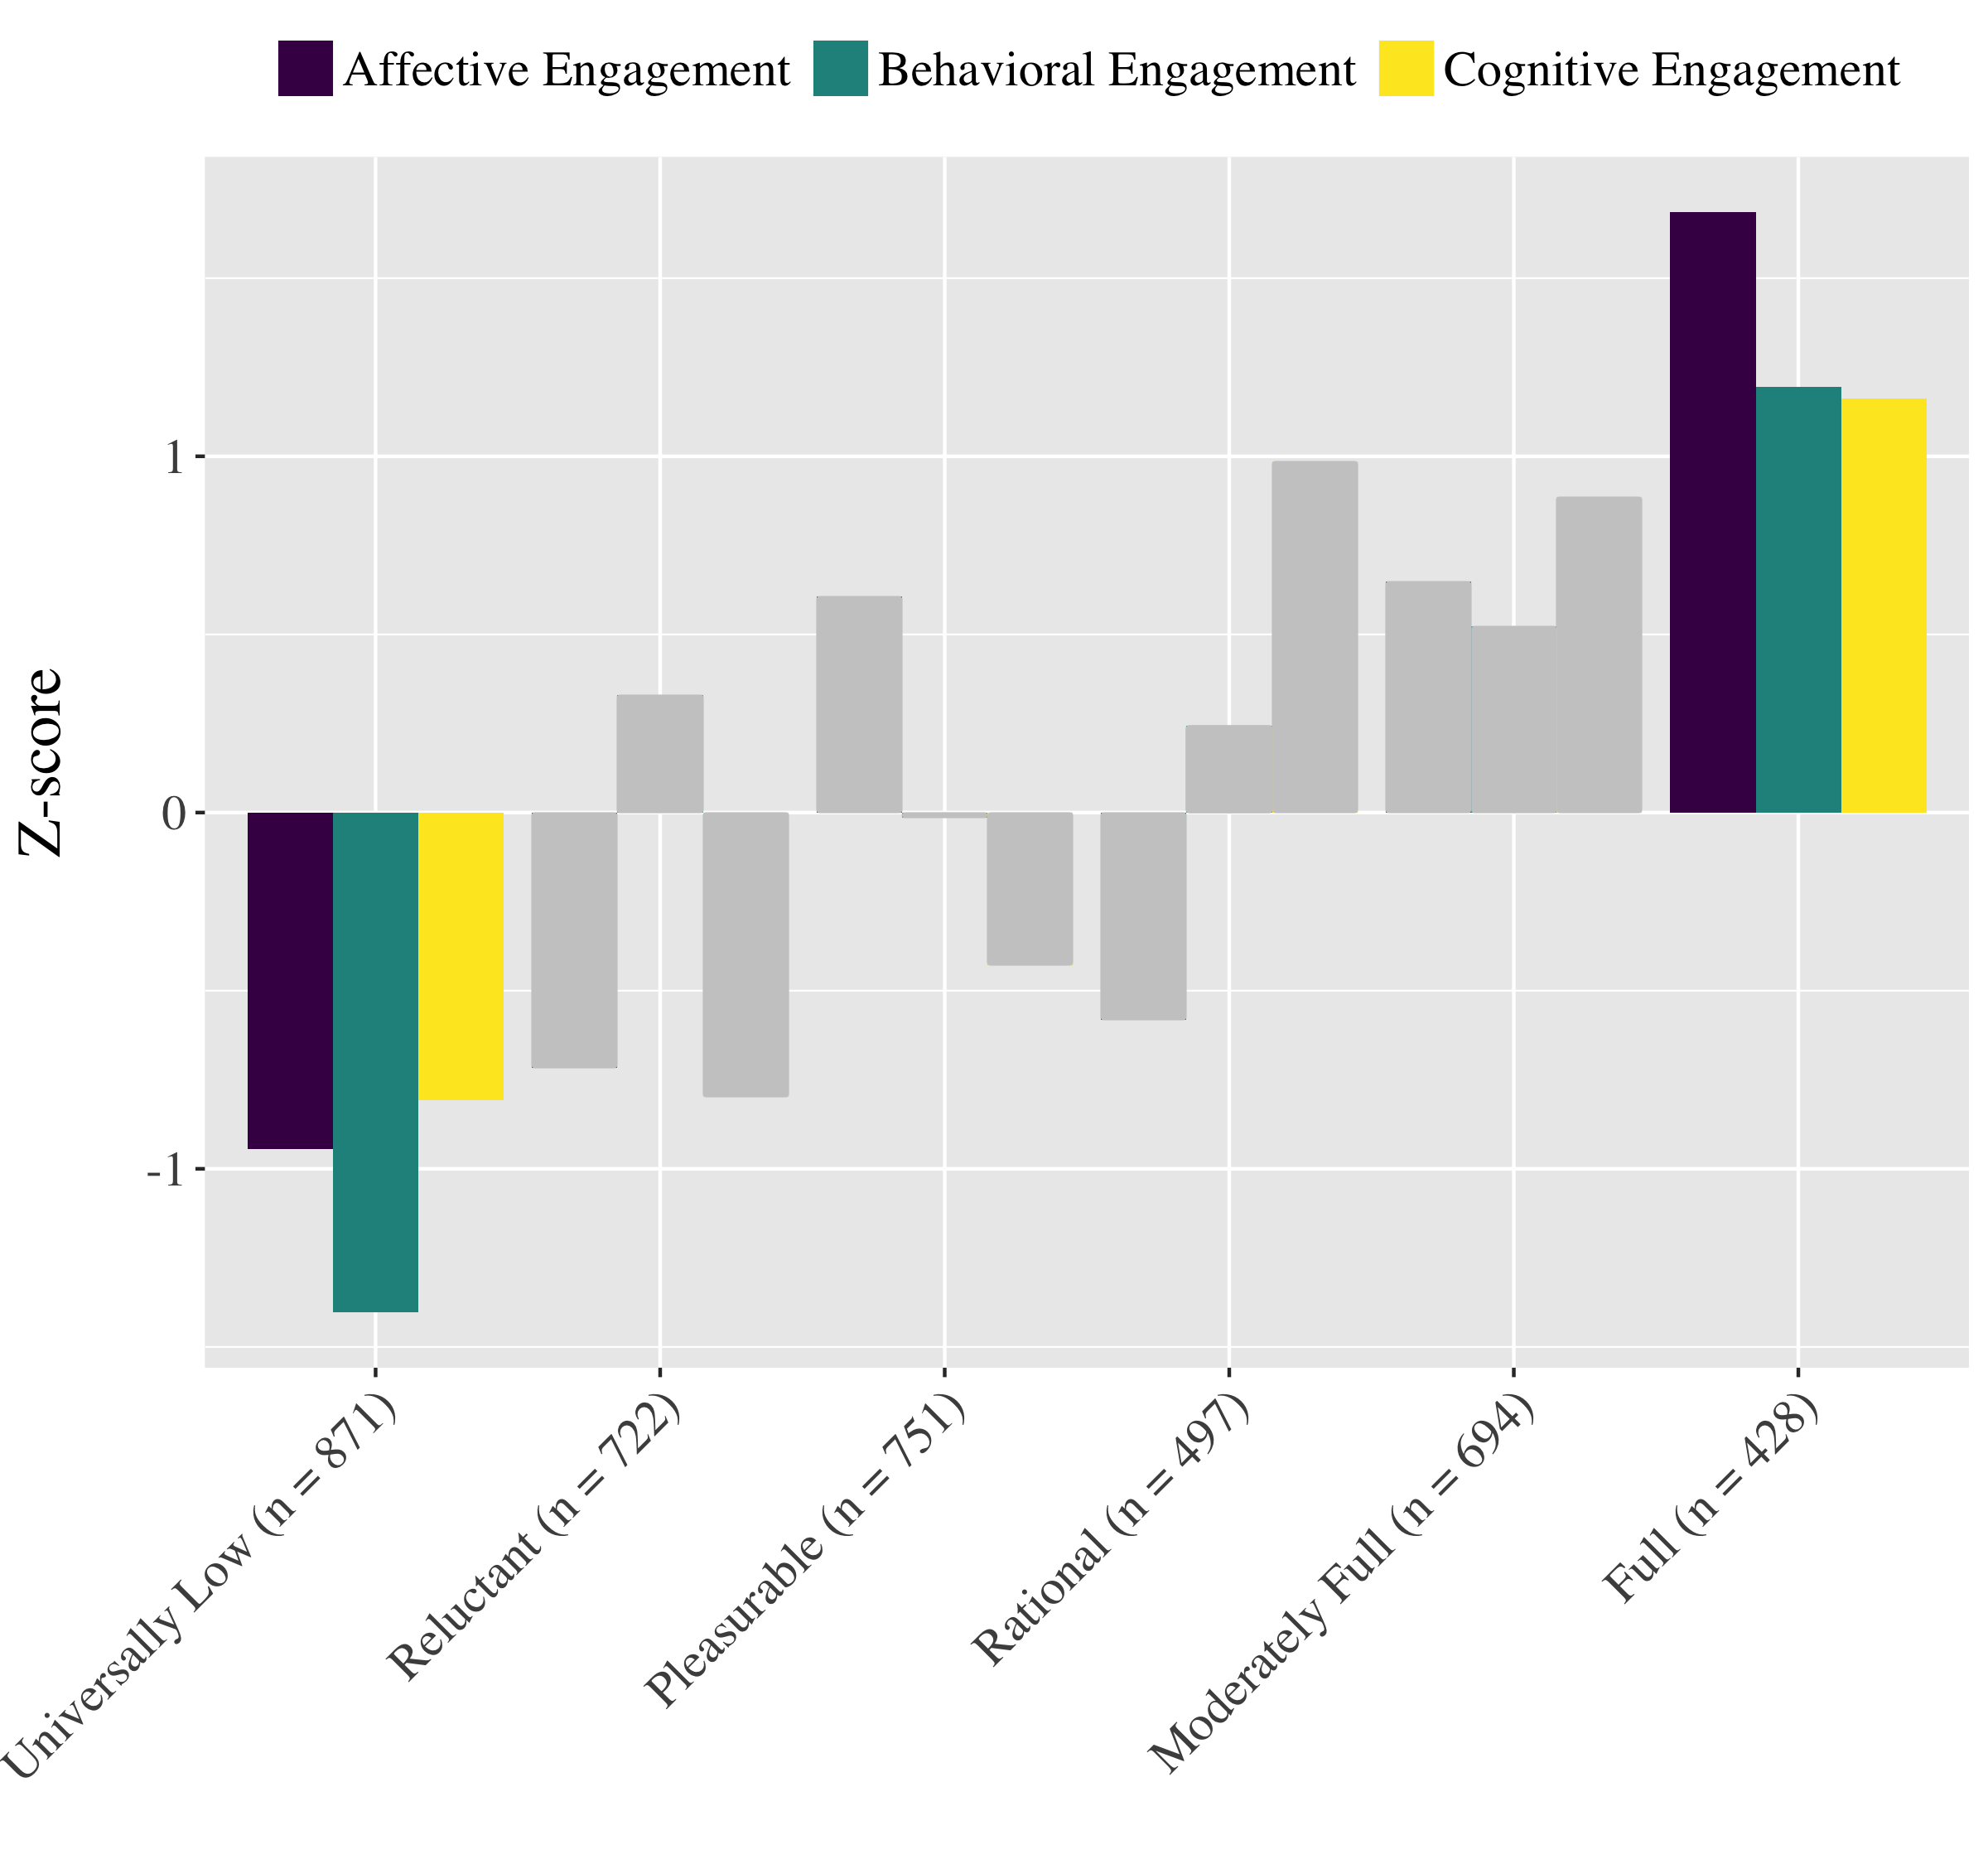 Affective Engagement Behavioral Engagement Cognitive Engagement
Z-score
1
0
-1
Universally Low (n = 871)
Reluctant (n = 722)
Pleasurable (n = 751)
Rational (n = 497)
Moderately Full (n = 694)
Full (n = 428)